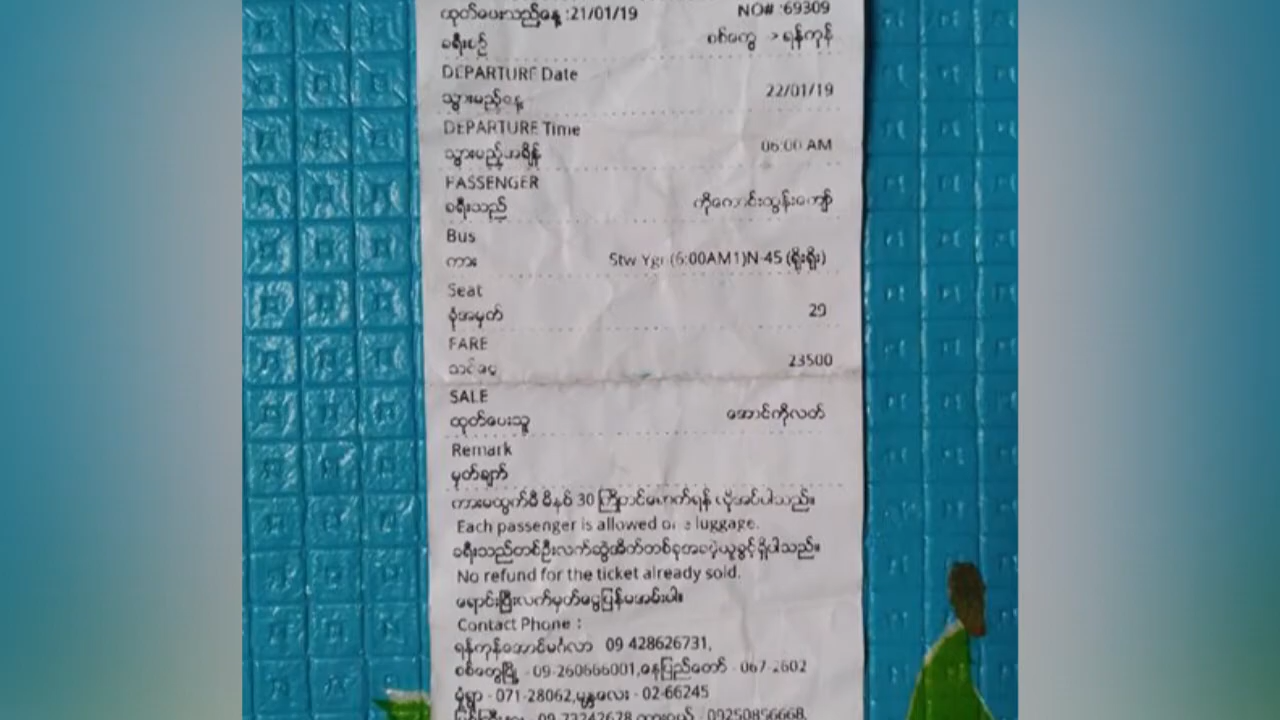 ထုတ်ပေးသည့်နေ့ :21/01/19 NO# :69309
ခရီးစဉ် စစ်တွေ -> ရန်ကုန်
DEPARTURE Date
သွားမည့်နေ့ 22/01/19
DEPARTURE Time
သွားမည့်အချိန် 06:00 AM
PASSENGER
ခရီးသည် ကိုကောင်းထွန်းကျော်
Bus
ကား Stw Ygn (6:00AM1)N-45 (ရိုးရိုး)
Seat
ခုံအမှတ် 29
FARE
သင်ငွေ 23500
SALE
ထုတ်ပေးသူ အောင်ကိုလတ်
Remark
မှတ်ချက်
ကားမထွက်မီ မိနစ် 30 ကြိုတင်ရောက်ရန် လိုအပ်ပါသည်။
Each passenger is allowed one luggage.
ခရီးသည်တစ်ဦးလက်ဆွဲအိတ်တစ်ခုအခမဲ့ယူခွင့်ရှိပါသည်။
No refund for the ticket already sold.
ရောင်းပြီးလက်မှတ်ငွေပြန်မအမ်းပါ။
Contact Phone :
ရန်ကုန်အောင်မင်္ဂလာ 09 428626731,
စစ်တွေမြို့ - 09-260666001,နေပြည်တော် - 067-2602
မုံရွာ - 071-28062,မန္တလေး - 02-66245
09-73242678, 09250856668,